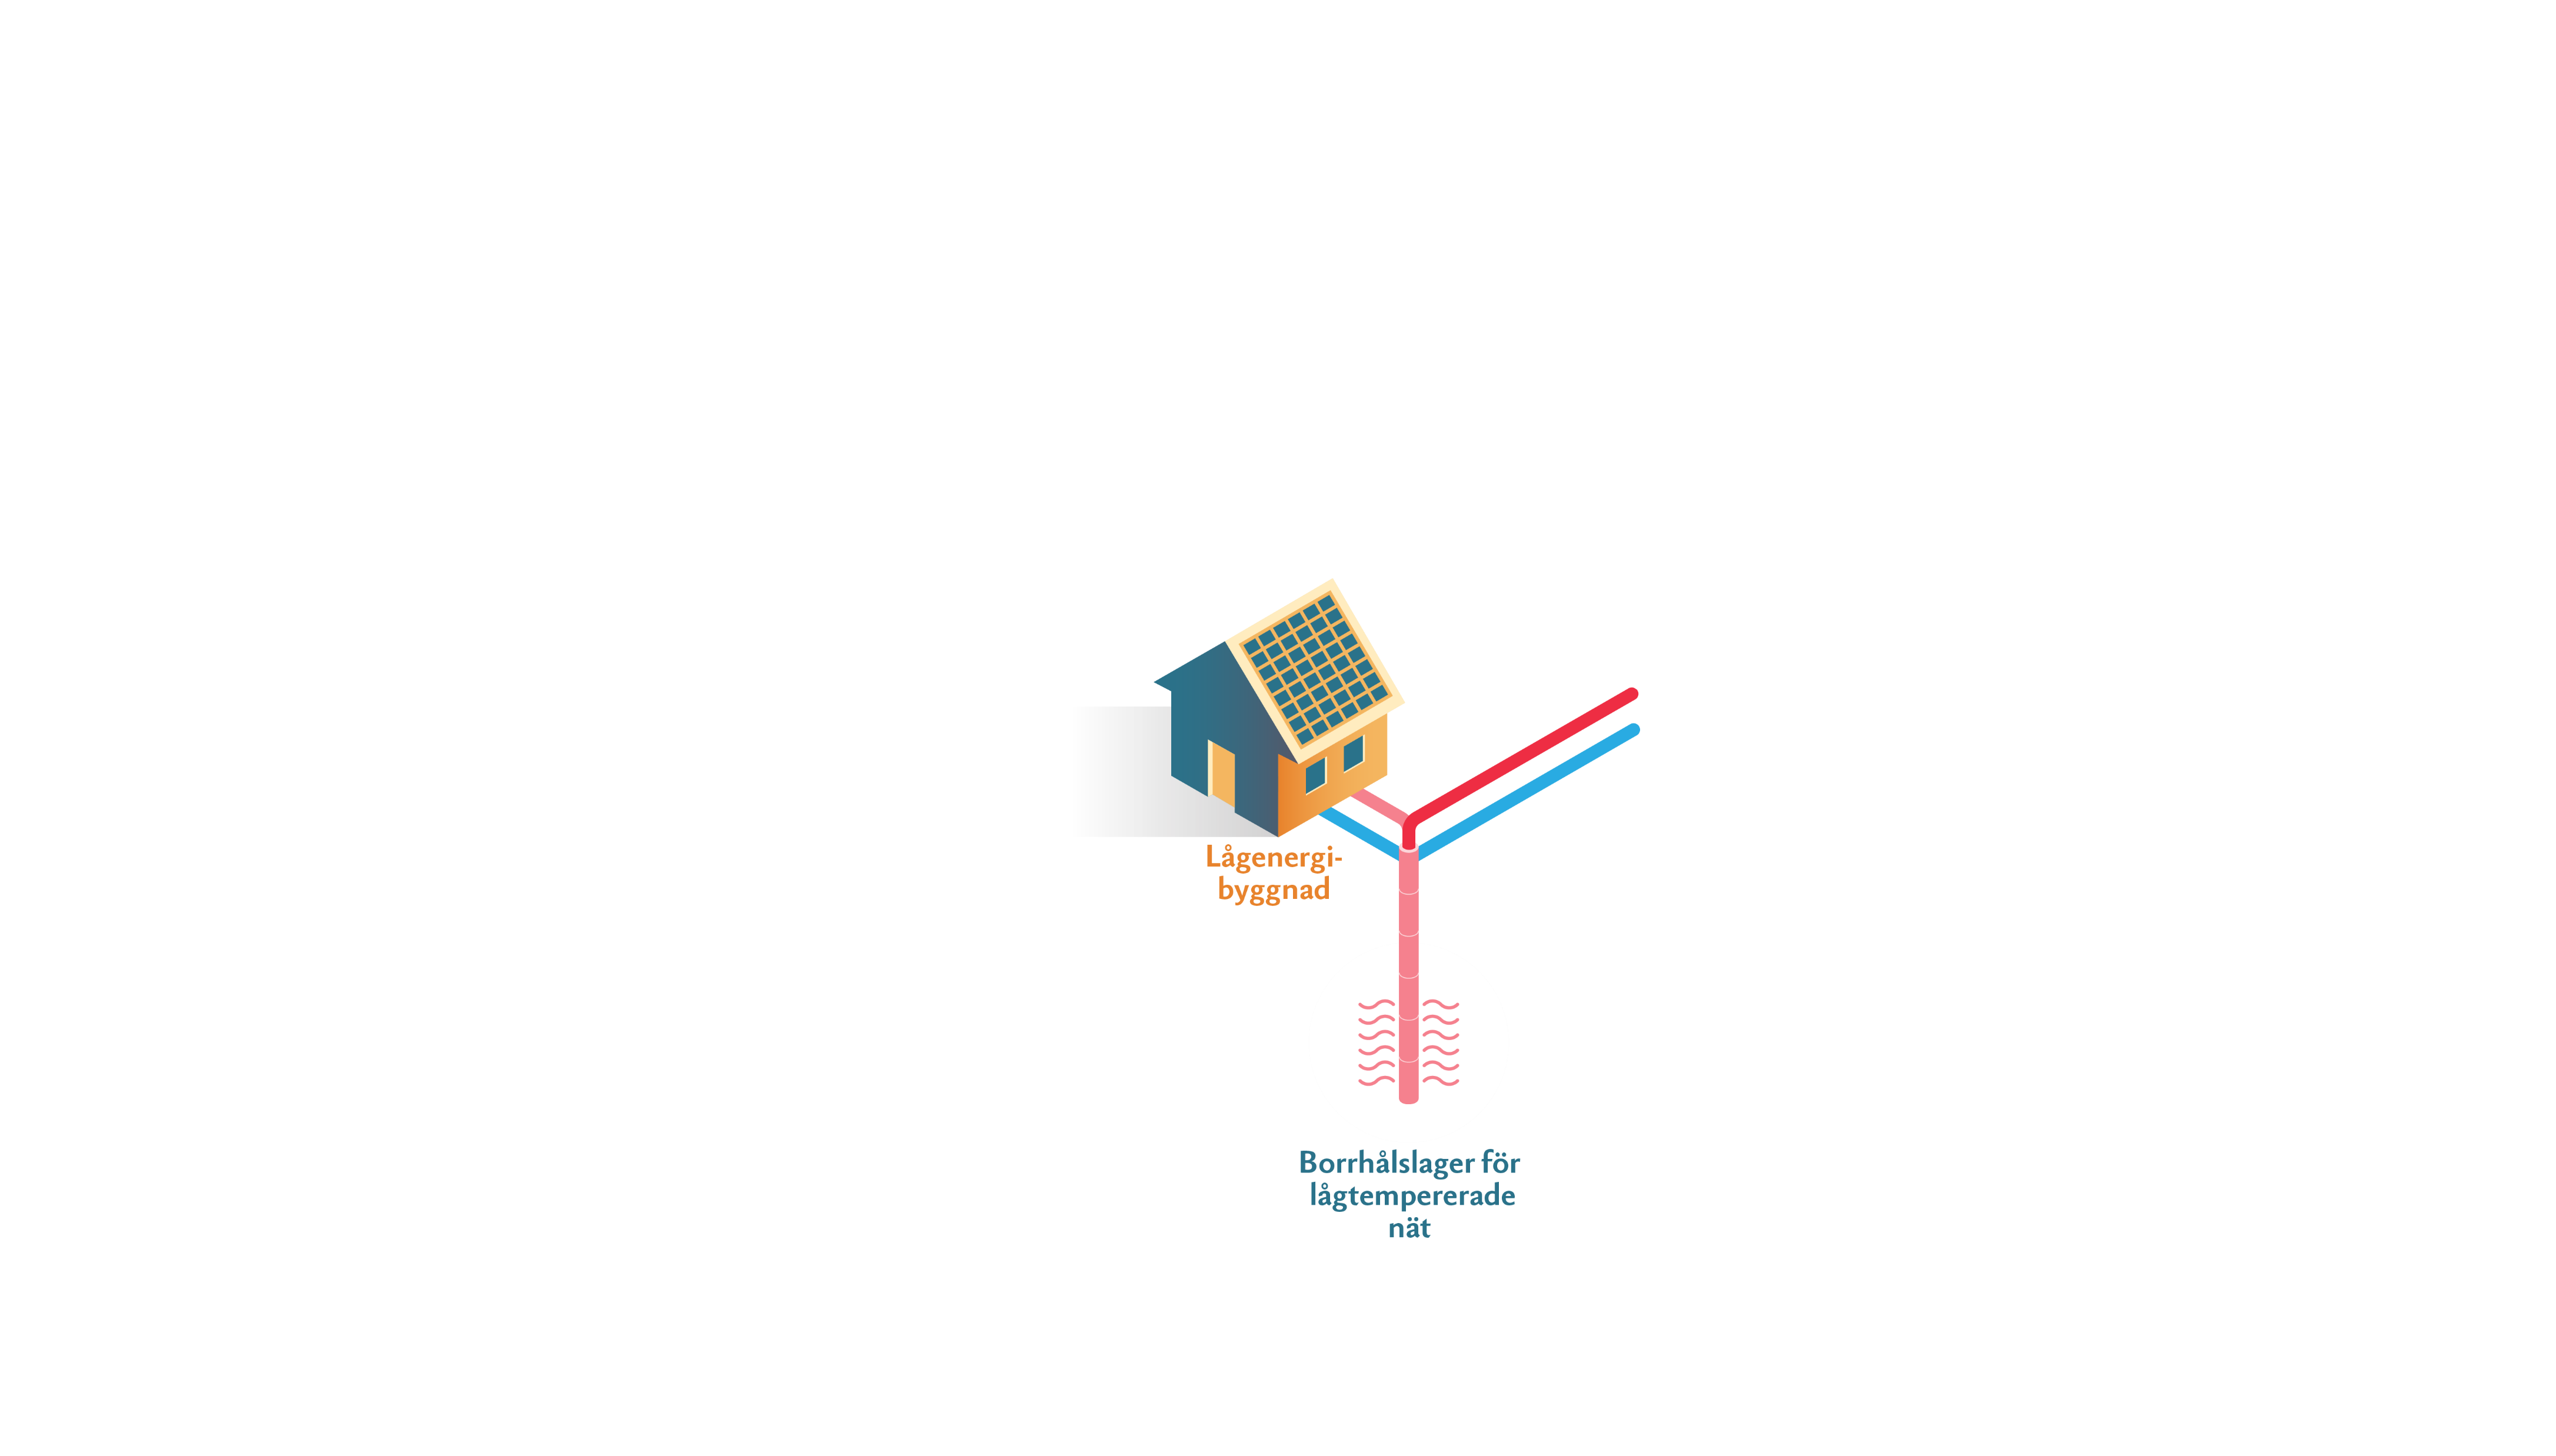 Lågenergi-
byggnad
Borrhålslager för
lågtempererade
nät